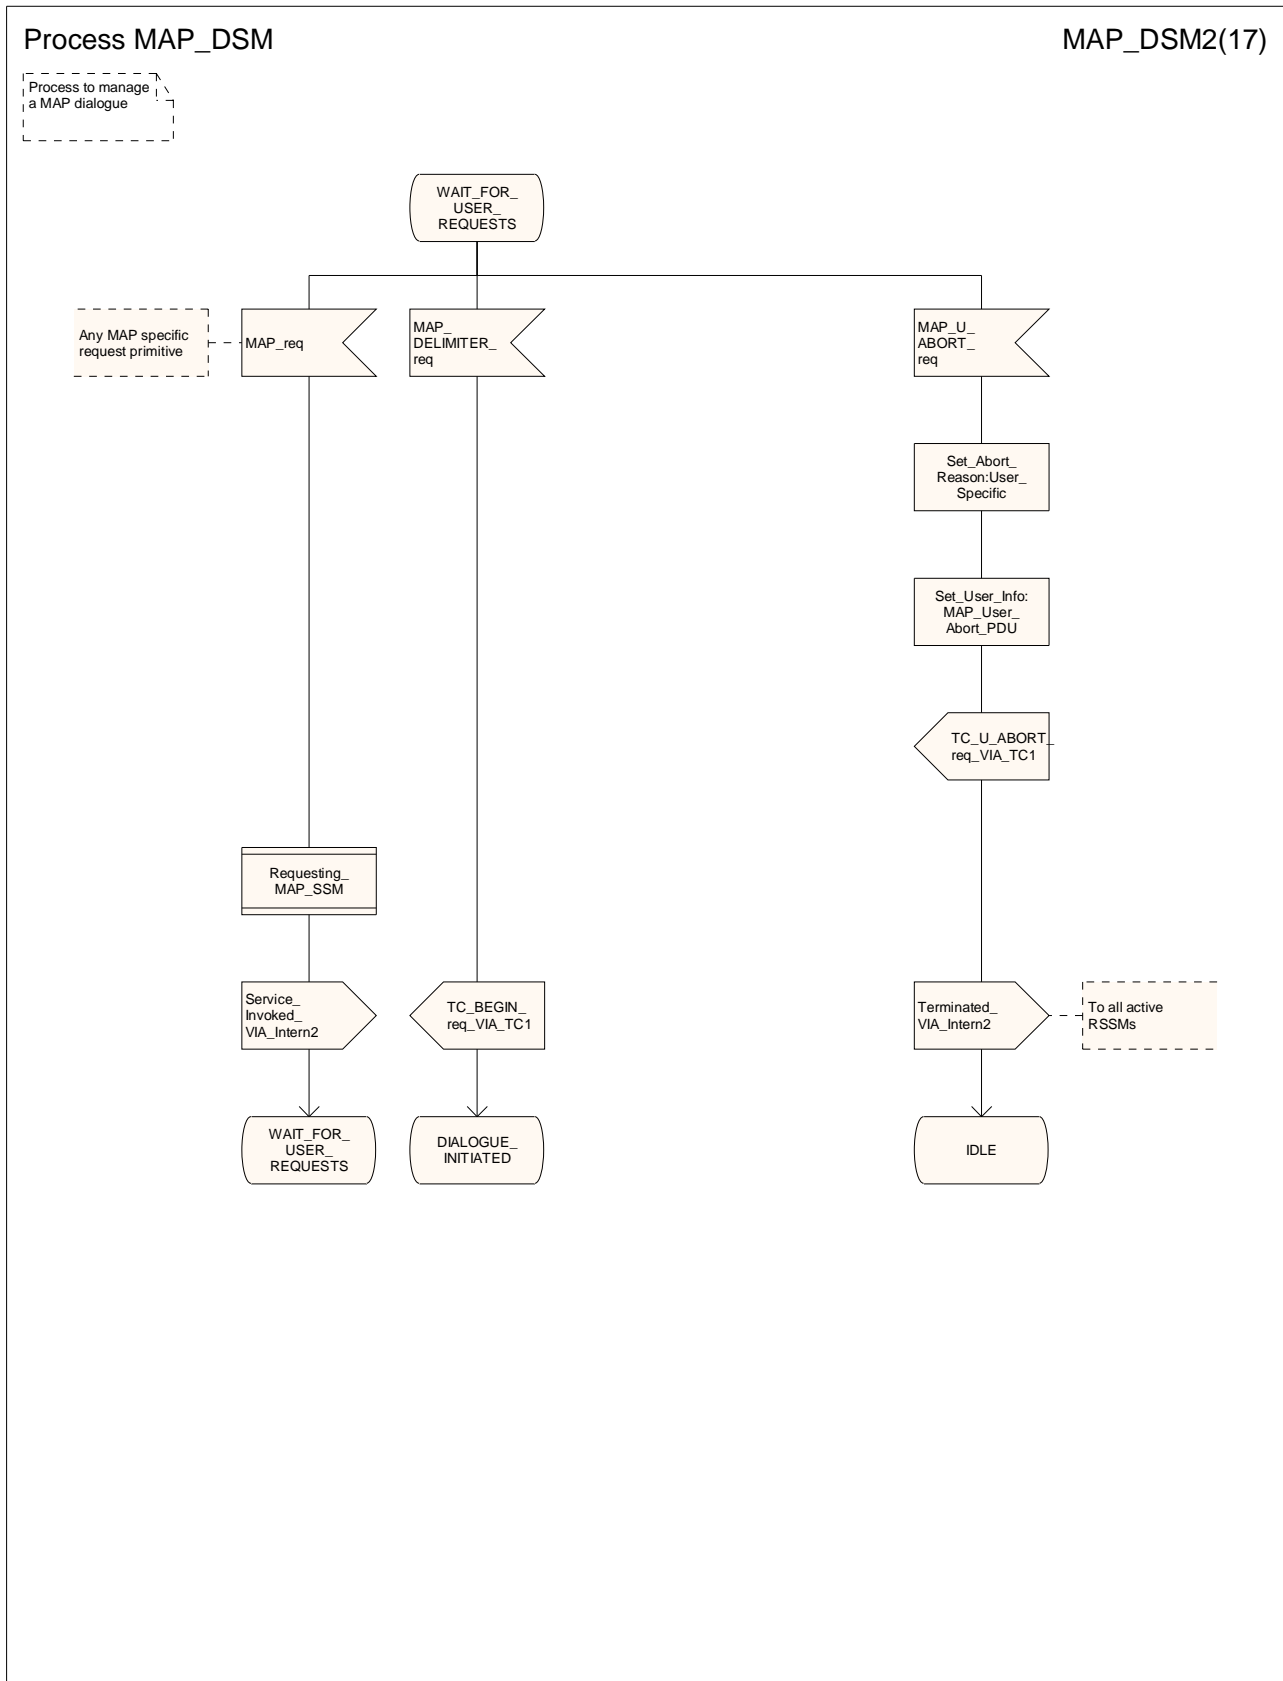 Process MAP_DSM
MAP_DSM2(17)
Process to manage
a MAP dialogue
WAIT_FOR_
USER_
REQUESTS
Any MAP specific
request primitive
MAP_req
MAP_
DELIMITER_
req
MAP_U_
ABORT_
req
Set_Abort_
Reason:User_
Specific
Set_User_Info:
MAP_User_
Abort_PDU
TC_U_ABORT_
req_VIA_TC1
Requesting_
MAP_SSM
Service_
Invoked_
VIA_Intern2
TC_BEGIN_
req_VIA_TC1
Terminated_
VIA_Intern2
To all active
RSSMs
WAIT_FOR_
USER_
REQUESTS
DIALOGUE_
INITIATED
IDLE